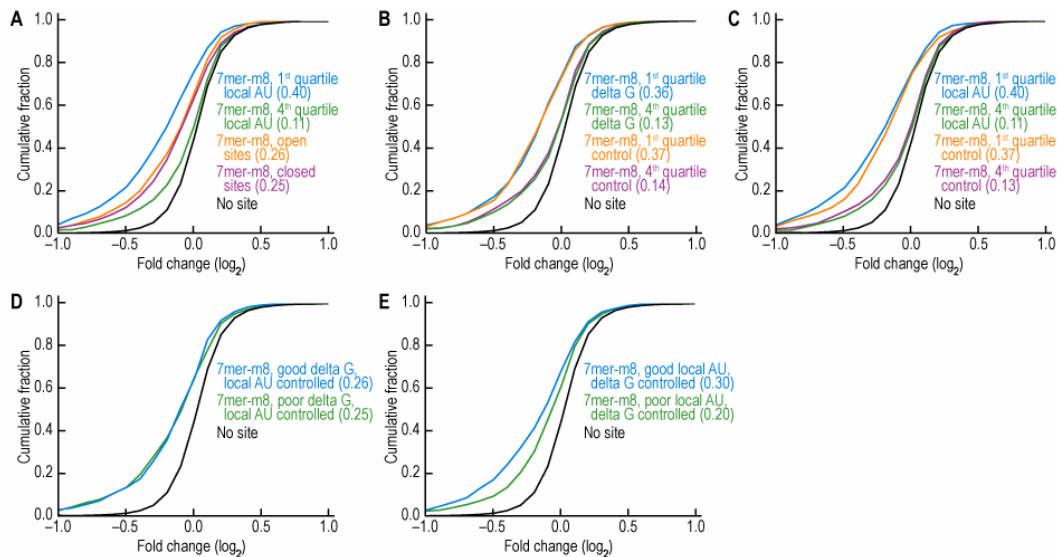 A
1.0
0.8
0.6
0.4
0.2
0.0
Cumulative fraction
7mer-m8, 1st quartile
local AU (0.40)
7mer-m8, 4th quartile
local AU (0.11)
7mer-m8, open
sites (0.26)
7mer-m8, closed
sites (0.25)
No site
–1.0
–0.5
0.0
0.5
1.0
Fold change (log2)
B
1.0
0.8
0.6
0.4
0.2
0.0
Cumulative fraction
7mer-m8, 1st quartile
delta G (0.36)
7mer-m8, 4th quartile
delta G (0.13)
7mer-m8, 1st quartile
control (0.37)
7mer-m8, 4th quartile
control (0.14)
No site
–1.0
–0.5
0.0
0.5
1.0
Fold change (log2)
C
1.0
0.8
0.6
0.4
0.2
0.0
Cumulative fraction
7mer-m8, 1st quartile
local AU (0.40)
7mer-m8, 4th quartile
local AU (0.11)
7mer-m8, 1st quartile
control (0.37)
7mer-m8, 4th quartile
control (0.13)
No site
–1.0
–0.5
0.0
0.5
1.0
Fold change (log2)
D
1.0
0.8
0.6
0.4
0.2
0.0
Cumulative fraction
7mer-m8, good delta G,
local AU controlled (0.26)
7mer-m8, poor delta G,
local AU controlled (0.25)
No site
–1.0
–0.5
0.0
0.5
1.0
Fold change (log2)
E
1.0
0.8
0.6
0.4
0.2
0.0
Cumulative fraction
7mer-m8, good local AU,
delta G controlled (0.30)
7mer-m8, poor local AU,
delta G controlled (0.20)
No site
–1.0
–0.5
0.0
0.5
1.0
Fold change (log2)